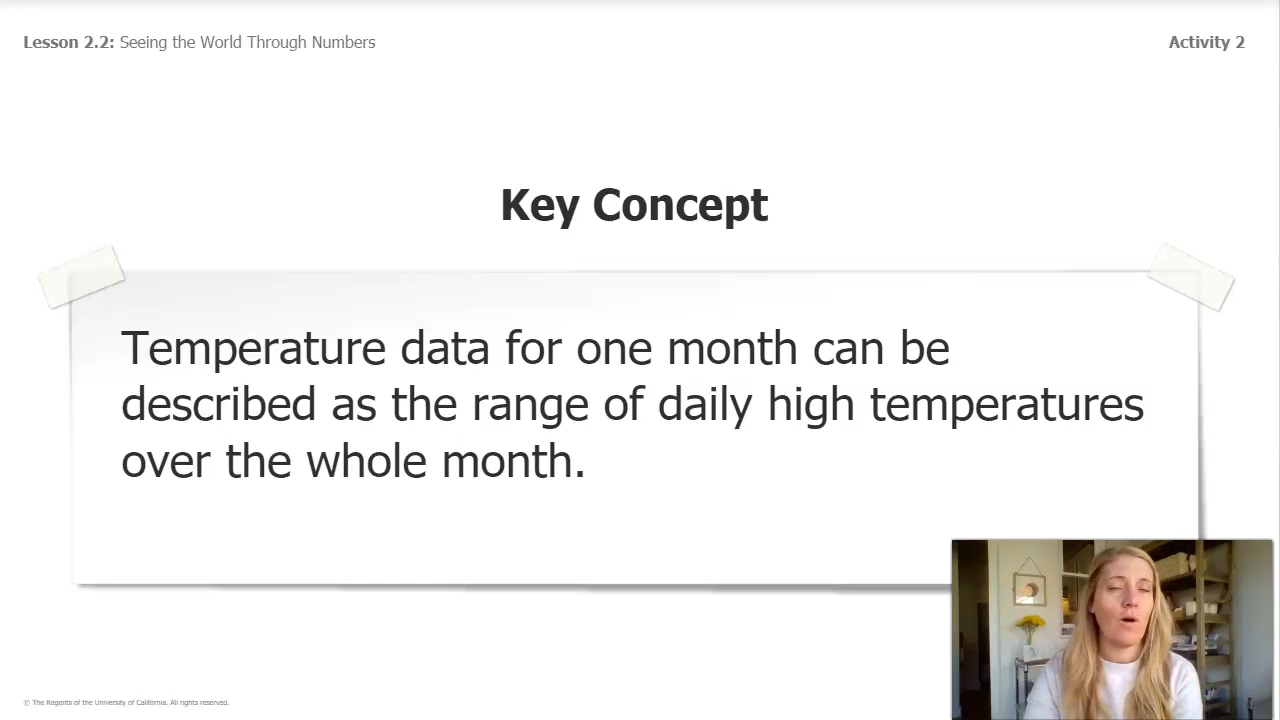 Lesson 2.2: Seeing the World Through Numbers
Activity 2
Key Concept
Temperature data for one month can be
described as the range of daily high temperatures
over the whole month.
© The Regents of the University of California. All rights reserved.